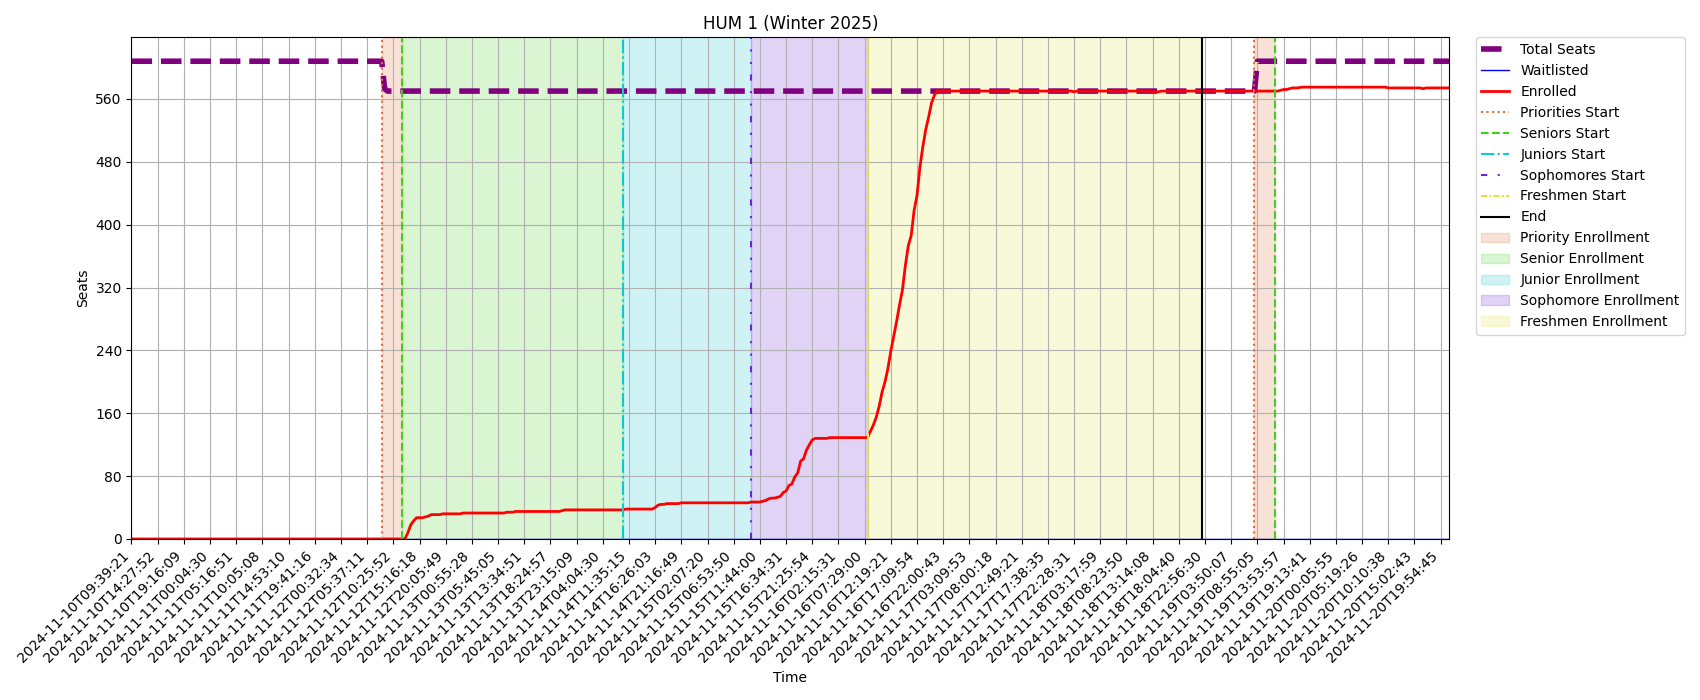 HUM 1 (Winter 2025)
Seats
560
480
400
320
240
160
80
0
2024-11-10T09:39:21
2024-11-10T14:27:52
2024-11-10T19:16:09
2024-11-11T00:04:30
2024-11-11T05:16:51
2024-11-11T10:05:08
2024-11-11T14:53:10
2024-11-11T19:41:16
2024-11-12T00:32:34
2024-11-12T05:37:11
2024-11-12T10:25:52
2024-11-12T15:16:18
2024-11-12T20:05:49
2024-11-13T00:55:28
2024-11-13T05:45:05
2024-11-13T13:34:51
2024-11-13T18:24:57
2024-11-13T23:15:09
2024-11-14T04:04:30
2024-11-14T11:35:15
2024-11-14T16:26:03
2024-11-14T21:16:49
2024-11-15T02:07:20
2024-11-15T06:53:50
2024-11-15T11:44:00
2024-11-15T16:34:31
2024-11-15T21:25:54
2024-11-16T02:15:31
2024-11-16T07:29:00
2024-11-16T12:19:21
2024-11-16T17:09:54
2024-11-16T22:00:43
2024-11-17T03:09:53
2024-11-17T08:00:18
2024-11-17T12:49:21
2024-11-17T17:38:35
2024-11-17T22:28:31
2024-11-18T03:17:59
2024-11-18T08:23:50
2024-11-18T13:14:08
2024-11-18T18:04:40
2024-11-18T22:56:30
2024-11-19T03:50:07
2024-11-19T08:55:05
2024-11-19T13:53:57
2024-11-19T19:13:41
2024-11-20T00:05:55
2024-11-20T05:19:26
2024-11-20T10:10:38
2024-11-20T15:02:43
2024-11-20T19:54:45
Time
Total Seats
Waitlisted
Enrolled
Priorities Start
Seniors Start
Juniors Start
Sophomores Start
Freshmen Start
End
Priority Enrollment
Senior Enrollment
Junior Enrollment
Sophomore Enrollment
Freshmen Enrollment